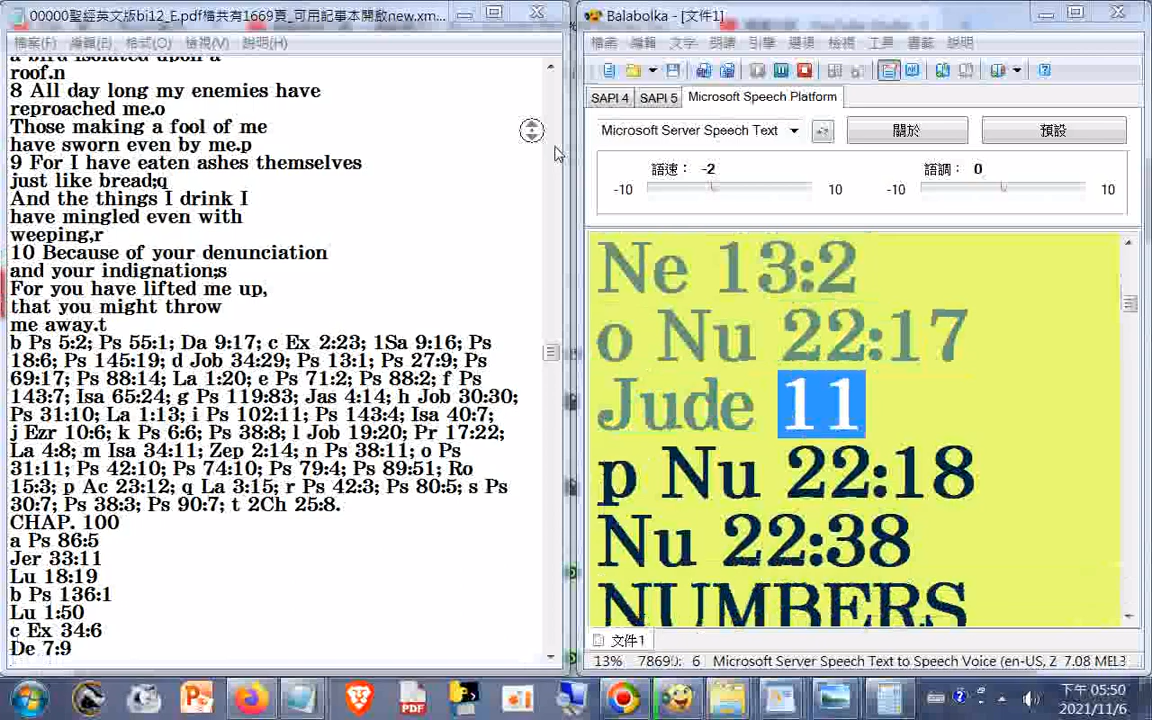 00000聖經英文版bi12_E.pdf檔共有1669頁_可用記事本開啟new.xm...
檔案(F) 編輯(E) 格式(O) 檢視(V) 說明(H)
a bird isolated upon a
roof.n
8 All day long my enemies have
reproached me.o
Those making a fool of me
have sworn even by me.p
9 For I have eaten ashes themselves
just like bread;q
And the things I drink I
have mingled even with
weeping,r
10 Because of your denunciation
and your indignation;s
For you have lifted me up,
that you might throw
me away.t
b Ps 5:2; Ps 55:1; Da 9:17; c Ex 2:23; 1Sa 9:16; Ps
18:6; Ps 145:19; d Job 34:29; Ps 13:1; Ps 27:9; Ps
69:17; Ps 88:14; La 1:20; e Ps 71:2; Ps 88:2; f Ps
143:7; Isa 65:24; g Ps 119:83; Jas 4:14; h Job 30:30;
Ps 31:10; La 1:13; i Ps 102:11; Ps 143:4; Isa 40:7;
j Ezr 10:6; k Ps 6:6; Ps 38:8; l Job 19:20; Pr 17:22;
La 4:8; m Isa 34:11; Zep 2:14; n Ps 38:11; o Ps
31:11; Ps 42:10; Ps 74:10; Ps 79:4; Ps 89:51; Ro
15:3; p Ac 23:12; q La 3:15; r Ps 42:3; Ps 80:5; s Ps
30:7; Ps 38:3; Ps 90:7; t 2Ch 25:8.
CHAP. 100
a Ps 86:5
Jer 33:11
Lu 18:19
b Ps 136:1
Lu 1:50
c Ex 34:6
De 7:9
Balabolka - [文件1]
檔案 編輯 文字 朗讀 引擎 選項 檢視 工具 書籤 說明
SAPI 4 SAPI 5 Microsoft Speech Platform
Microsoft Server Speech Text 關於 預設
語速： -2 語調： 0
-10 10 -10 10
Ne 13:2
o Nu 22:17
Jude 11
p Nu 22:18
Nu 22:38
NUMBERS
文件1
13% 7869 : 6 Microsoft Server Speech Text to Speech Voice (en-US, Z 7.08 MEL3
PDF
下午 05:50
2021/11/6